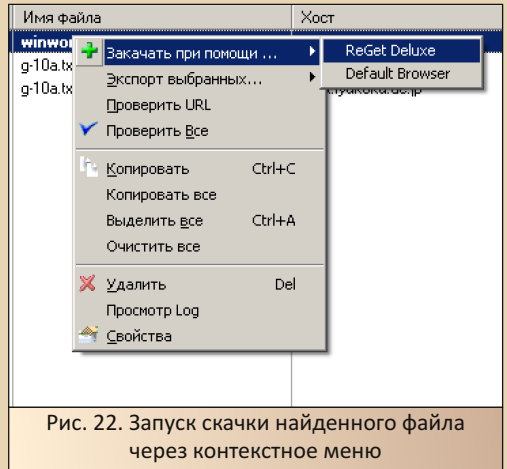 Имя файла Хост
winwor
g-10a.tx
g-10a.tx
Закачать при помощи ...
ReGet Deluxe
Default Browser
Экспорт выбранных...
Проверить URL
Проверить Все
Копировать Ctrl+C
Копировать все
Выделить все Ctrl+A
Очистить все
Удалить Del
Просмотр Log
Свойства
Рис. 22. Запуск скачки найденного файла
через контекстное меню